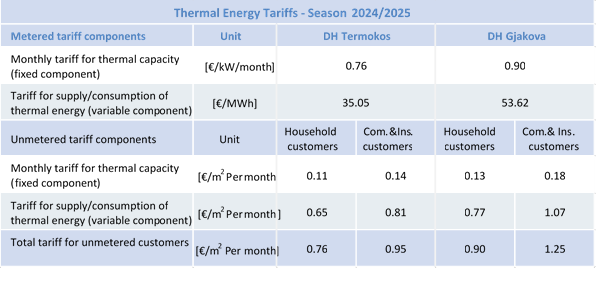 Thermal Energy Tariffs - Season 2024/2025
Metered tariff components Unit DH Termokos DH Gjakova
Monthly tariff for thermal capacity
(fixed component) [€/kW/month] 0.76 0.90
Tariff for supply/consumption of
thermal energy (variable component) [€/MWh] 35.05 53.62
Unmetered tariff components Unit Household customers Com.&Ins. customers Household customers Com.& Ins. customers
Monthly tariff for thermal capacity
(fixed component) [€/m² Per month 0.11 0.14 0.13 0.18
Tariff for supply/consumption of
thermal energy (variable component) [€/m² Per month] 0.65 0.81 0.77 1.07
Total tariff for unmetered customers [€/m² Per month] 0.76 0.95 0.90 1.25